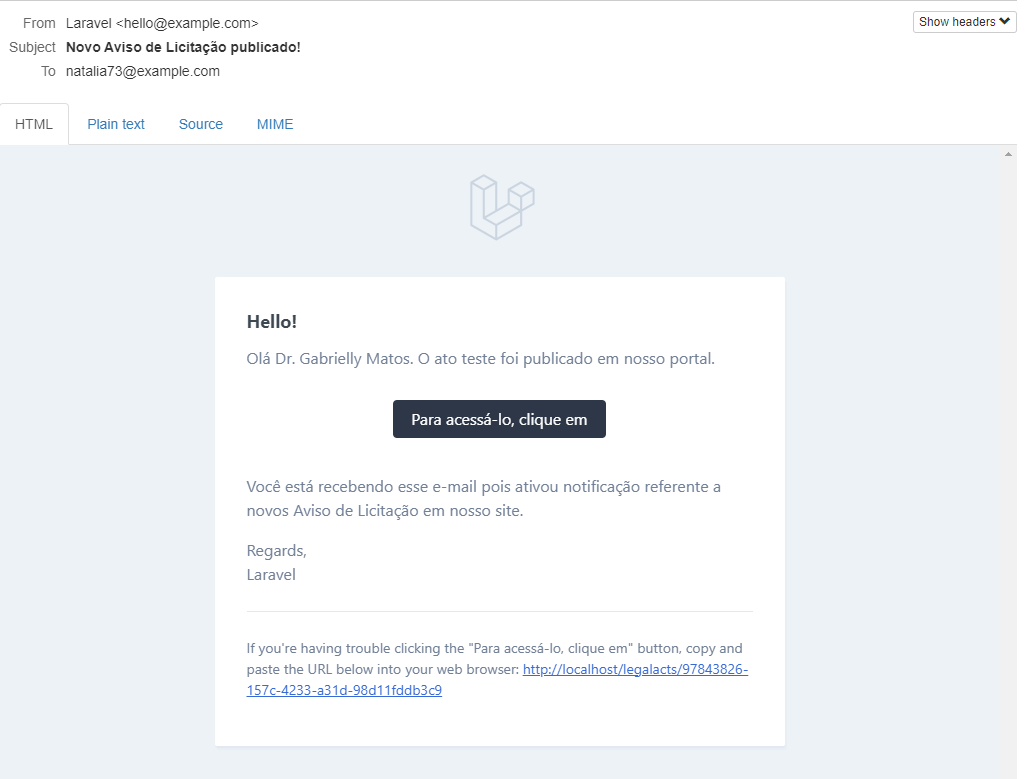 From Laravel <hello@example.com>
Show headers
Subject Novo Aviso de Licitação publicado!
To natalia73@example.com
HTML Plain text Source MIME
Hello!
Olá Dr. Gabrielly Matos. O ato teste foi publicado em nosso portal.
Para acessá-lo, clique em
Você está recebendo esse e-mail pois ativou notificação referente a
novos Aviso de Licitação em nosso site.
Regards,
Laravel
If you're having trouble clicking the "Para acessá-lo, clique em" button, copy and
paste the URL below into your web browser: http://localhost/legalacts/97843826-
157c-4233-a31d-98d11fddb3c9